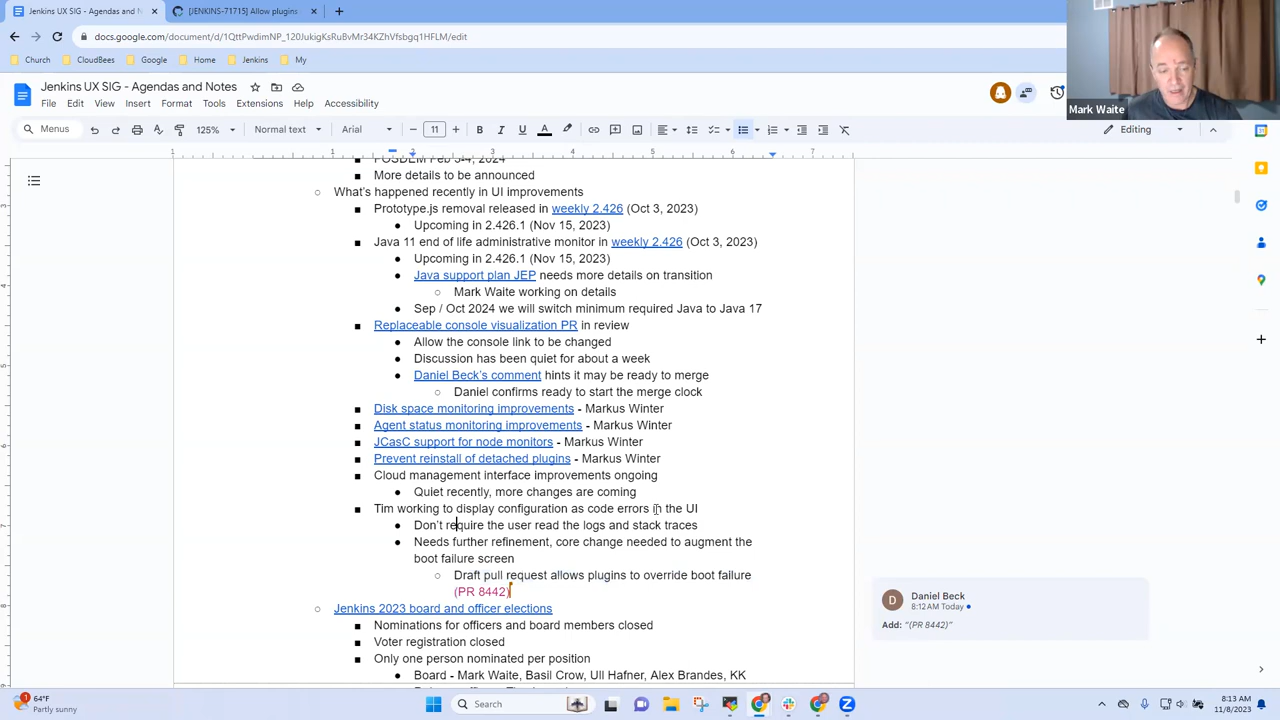 Jenkins UX SIG - Agendas and N
[JENKINS-71715] Allow plugins
docs.google.com/document/d/1QttPwdimNP_120JukigKsRuBvMr34KZhVfsbgq1HFLM/edit
Church
CloudBees
Google
Home
Jenkins
My
Jenkins UX SIG - Agendas and Notes
File Edit View Insert Format Tools Extensions Help Accessibility
Mark Waite
Menus
125%
Normal text
Arial
11
Editing
1 1 2 3 4 5 6 7
FOSDEM Feb 3-4, 2024
More details to be announced
What's happened recently in UI improvements
Prototype.js removal released in weekly 2.426 (Oct 3, 2023)
Upcoming in 2.426.1 (Nov 15, 2023)
Java 11 end of life administrative monitor in weekly 2.426 (Oct 3, 2023)
Upcoming in 2.426.1 (Nov 15, 2023)
Java support plan JEP needs more details on transition
Mark Waite working on details
Sep / Oct 2024 we will switch minimum required Java to Java 17
Replaceable console visualization PR in review
Allow the console link to be changed
Discussion has been quiet for about a week
Daniel Beck's comment hints it may be ready to merge
Daniel confirms ready to start the merge clock
Disk space monitoring improvements - Markus Winter
Agent status monitoring improvements - Markus Winter
JCasC support for node monitors - Markus Winter
Prevent reinstall of detached plugins - Markus Winter
Cloud management interface improvements ongoing
Quiet recently, more changes are coming
Tim working to display configuration as code errors in the UI
Don't require the user read the logs and stack traces
Needs further refinement, core change needed to augment the
boot failure screen
Draft pull request allows plugins to override boot failure
(PR 8442)
Jenkins 2023 board and officer elections
Nominations for officers and board members closed
Voter registration closed
Only one person nominated per position
Board - Mark Waite, Basil Crow, Ull Hafner, Alex Brandes, KK
D
Daniel Beck
8:12 AM Today
Add: "(PR 8442)"
1
64°F
Partly sunny
Search
8:13 AM
11/8/2023